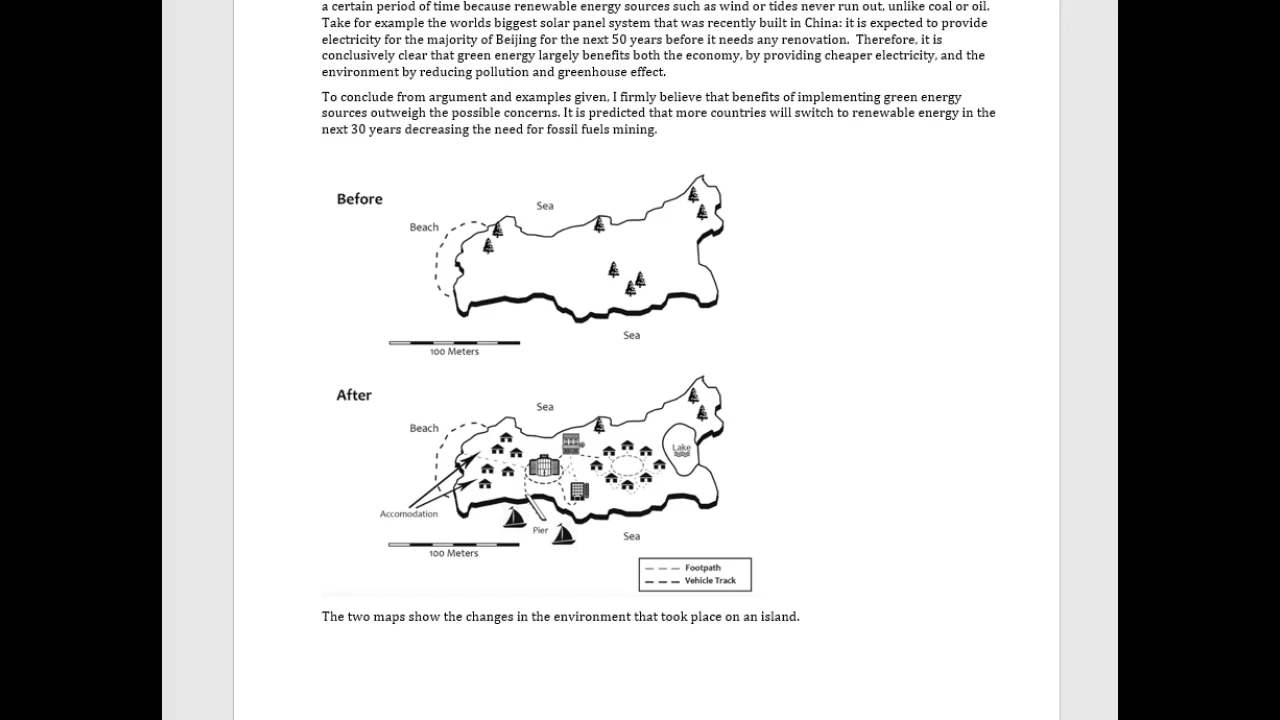 a certain period of time because renewable energy sources such as wind or tides never run out, unlike coal or oil.
Take for example the worlds biggest solar panel system that was recently built in China: it is expected to provide
electricity for the majority of Beijing for the next 50 years before it needs any renovation.  Therefore, it is
conclusively clear that green energy largely benefits both the economy, by providing cheaper electricity, and the
environment by reducing pollution and greenhouse effect.
To conclude from argument and examples given, I firmly believe that benefits of implementing green energy
sources outweigh the possible concerns. It is predicted that more countries will switch to renewable energy in the
next 30 years decreasing the need for fossil fuels mining.
Before
Sea
Beach
Sea
100 Meters
After
Sea
Beach
Lake
Accomodation
Pier
Sea
100 Meters
Footpath
Vehicle Track
The two maps show the changes in the environment that took place on an island.